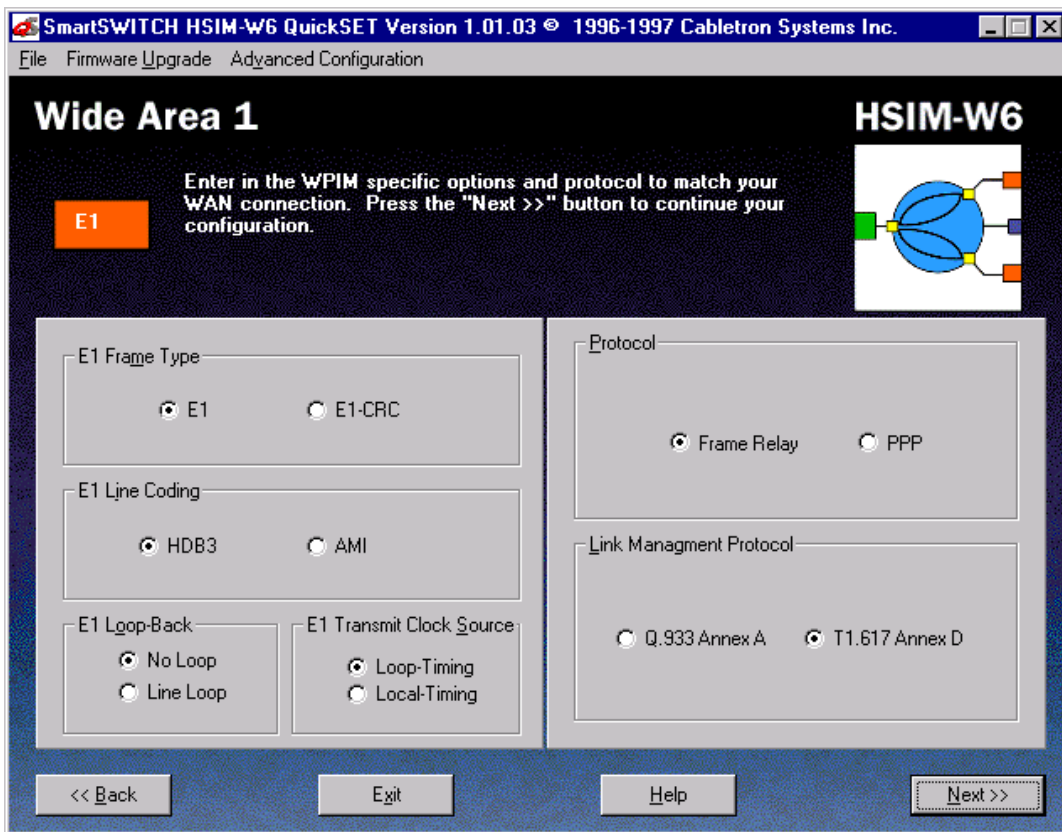 SmartSWITCH HSIM-W6 QuickSET Version 1.01.03 © 1996-1997 Cabletron Systems Inc.
File Firmware Upgrade Advanced Configuration
Wide Area 1
HSIM-W6
E1
Enter in the WPIM specific options and protocol to match your
WAN connection. Press the "Next >>" button to continue your
configuration.
E1 Frame Type
E1 E1-CRC
E1 Line Coding
HDB3 AMI
E1 Loop-Back
No Loop
Line Loop
E1 Transmit Clock Source
Loop-Timing
Local-Timing
Protocol
Frame Relay PPP
Link Managment Protocol
Q.933 Annex A T1.617 Annex D
<< Back Exit Help Next >>